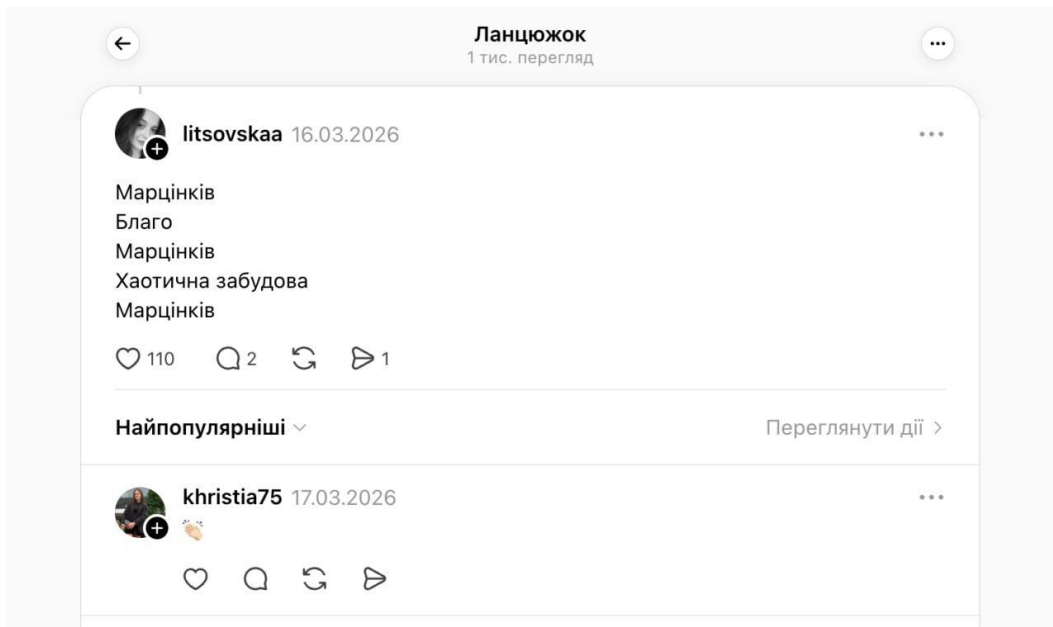 Ланцюжок
1 тис. перегляд
litsovskaa 16.03.2026
Марцінків
Благо
Марцінків
Хаотична забудова
Марцінків
110 2 1
Найпопулярніші
Переглянути дії
khristia75 17.03.2026
👏🏻